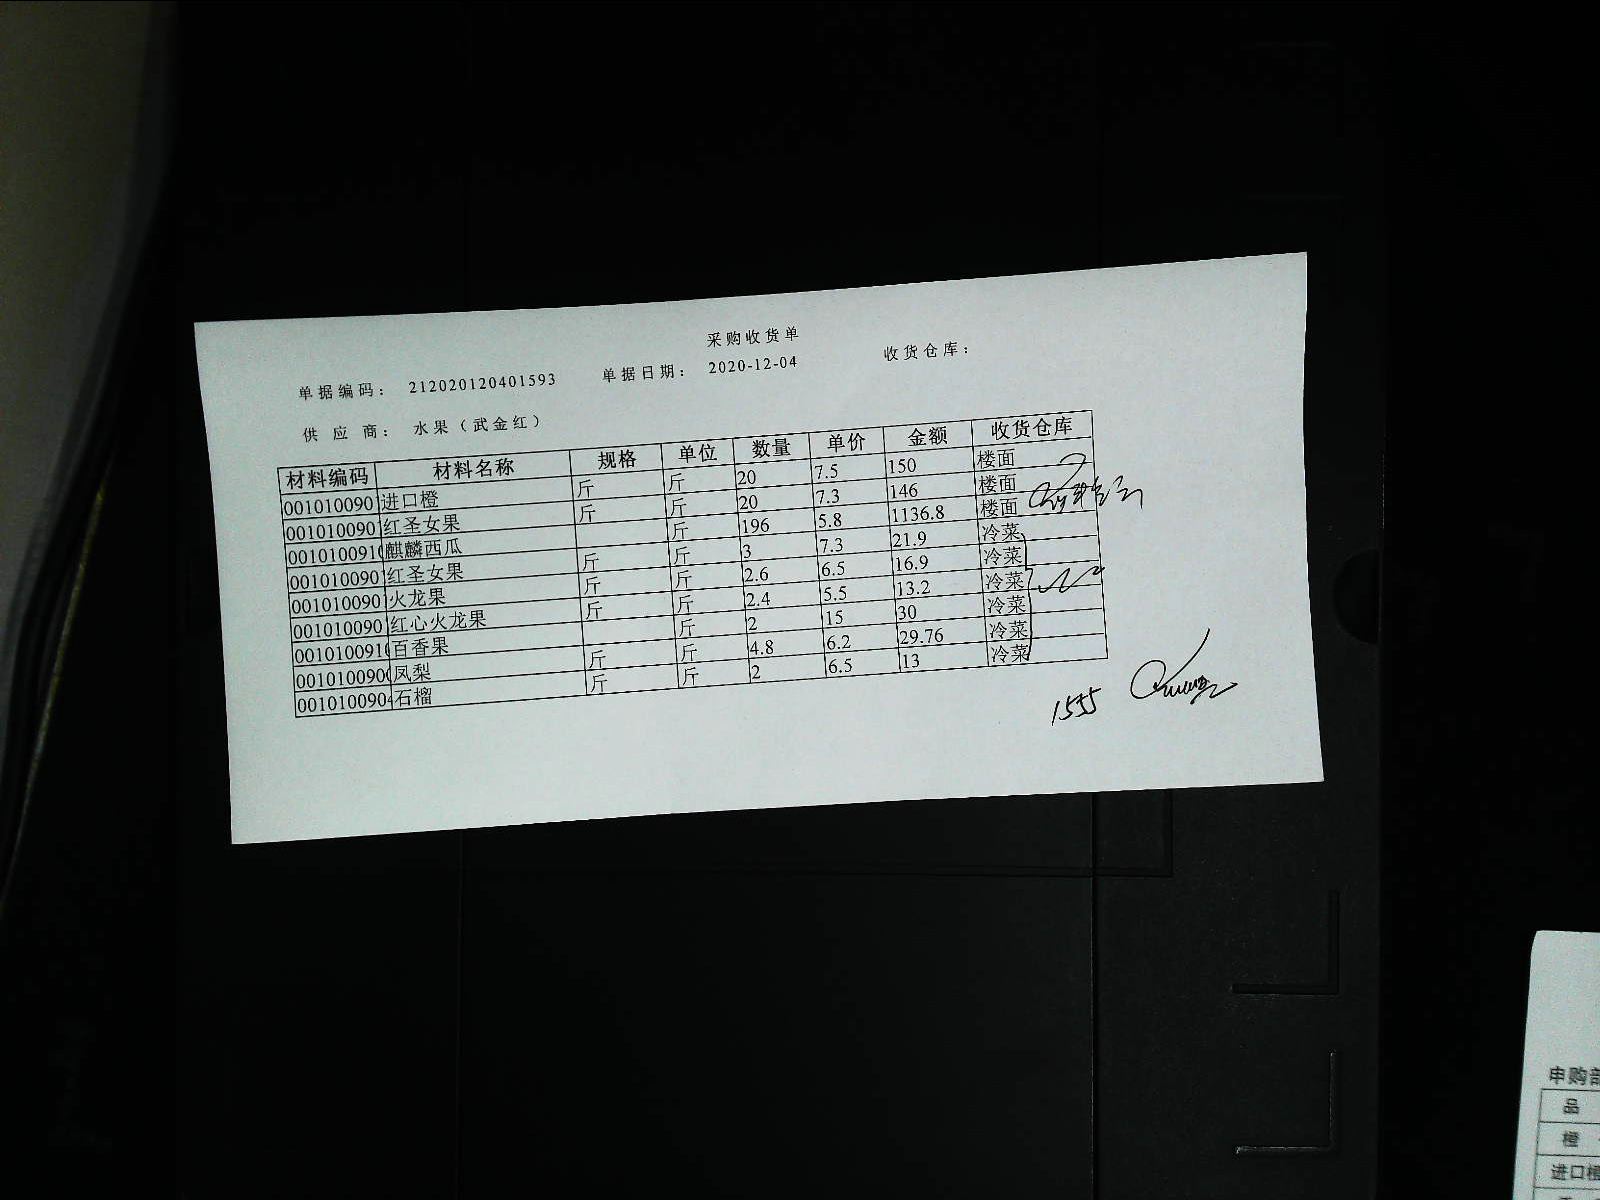 采购收货单
单据编码： 212020120401593 单据日期： 2020-12-04 收货仓库：
供应商： 水果（武金红）
材料编码 材料名称 规格 单位 数量 单价 金额 收货仓库
001010090 进口橙 斤 斤 20 7.5 150 楼面
001010090 红圣女果 斤 斤 20 7.3 146 楼面
001010091 麒麟西瓜 斤 196 5.8 1136.8 楼面
001010090 红圣女果 斤 斤 3 7.3 21.9 冷菜
001010090 火龙果 斤 斤 2.6 6.5 16.9 冷菜
001010090 红心火龙果 斤 斤 2.4 5.5 13.2 冷菜
001010091 百香果 斤 2 15 30 冷菜
001010090 凤梨 斤 斤 4.8 6.2 29.76 冷菜
001010090 石榴 斤 斤 2 6.5 13 冷菜
1555
申购部
品
橙
进口橙